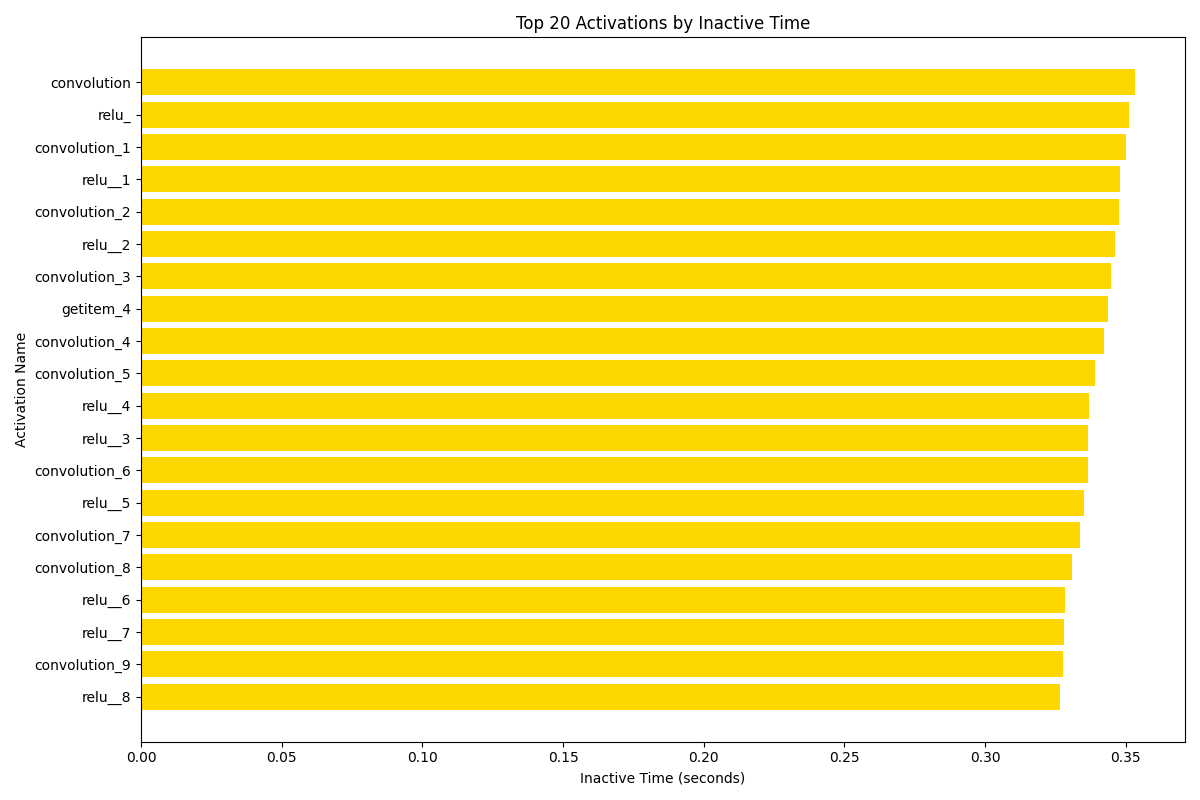 Top 20 Activations by Inactive Time
convolution
relu_
convolution_1
relu__1
convolution_2
relu__2
convolution_3
getitem_4
convolution_4
convolution_5
relu__4
relu__3
convolution_6
relu__5
convolution_7
convolution_8
relu__6
relu__7
convolution_9
relu__8
Activation Name
0.00 0.05 0.10 0.15 0.20 0.25 0.30 0.35
Inactive Time (seconds)